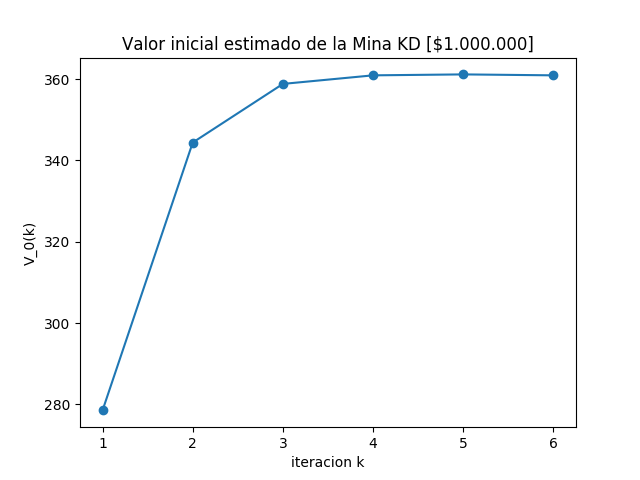 Valor inicial estimado de la Mina KD [$1.000.000]
360
340
320
300
280
V_0(k)
1 2 3 4 5 6
iteracion k